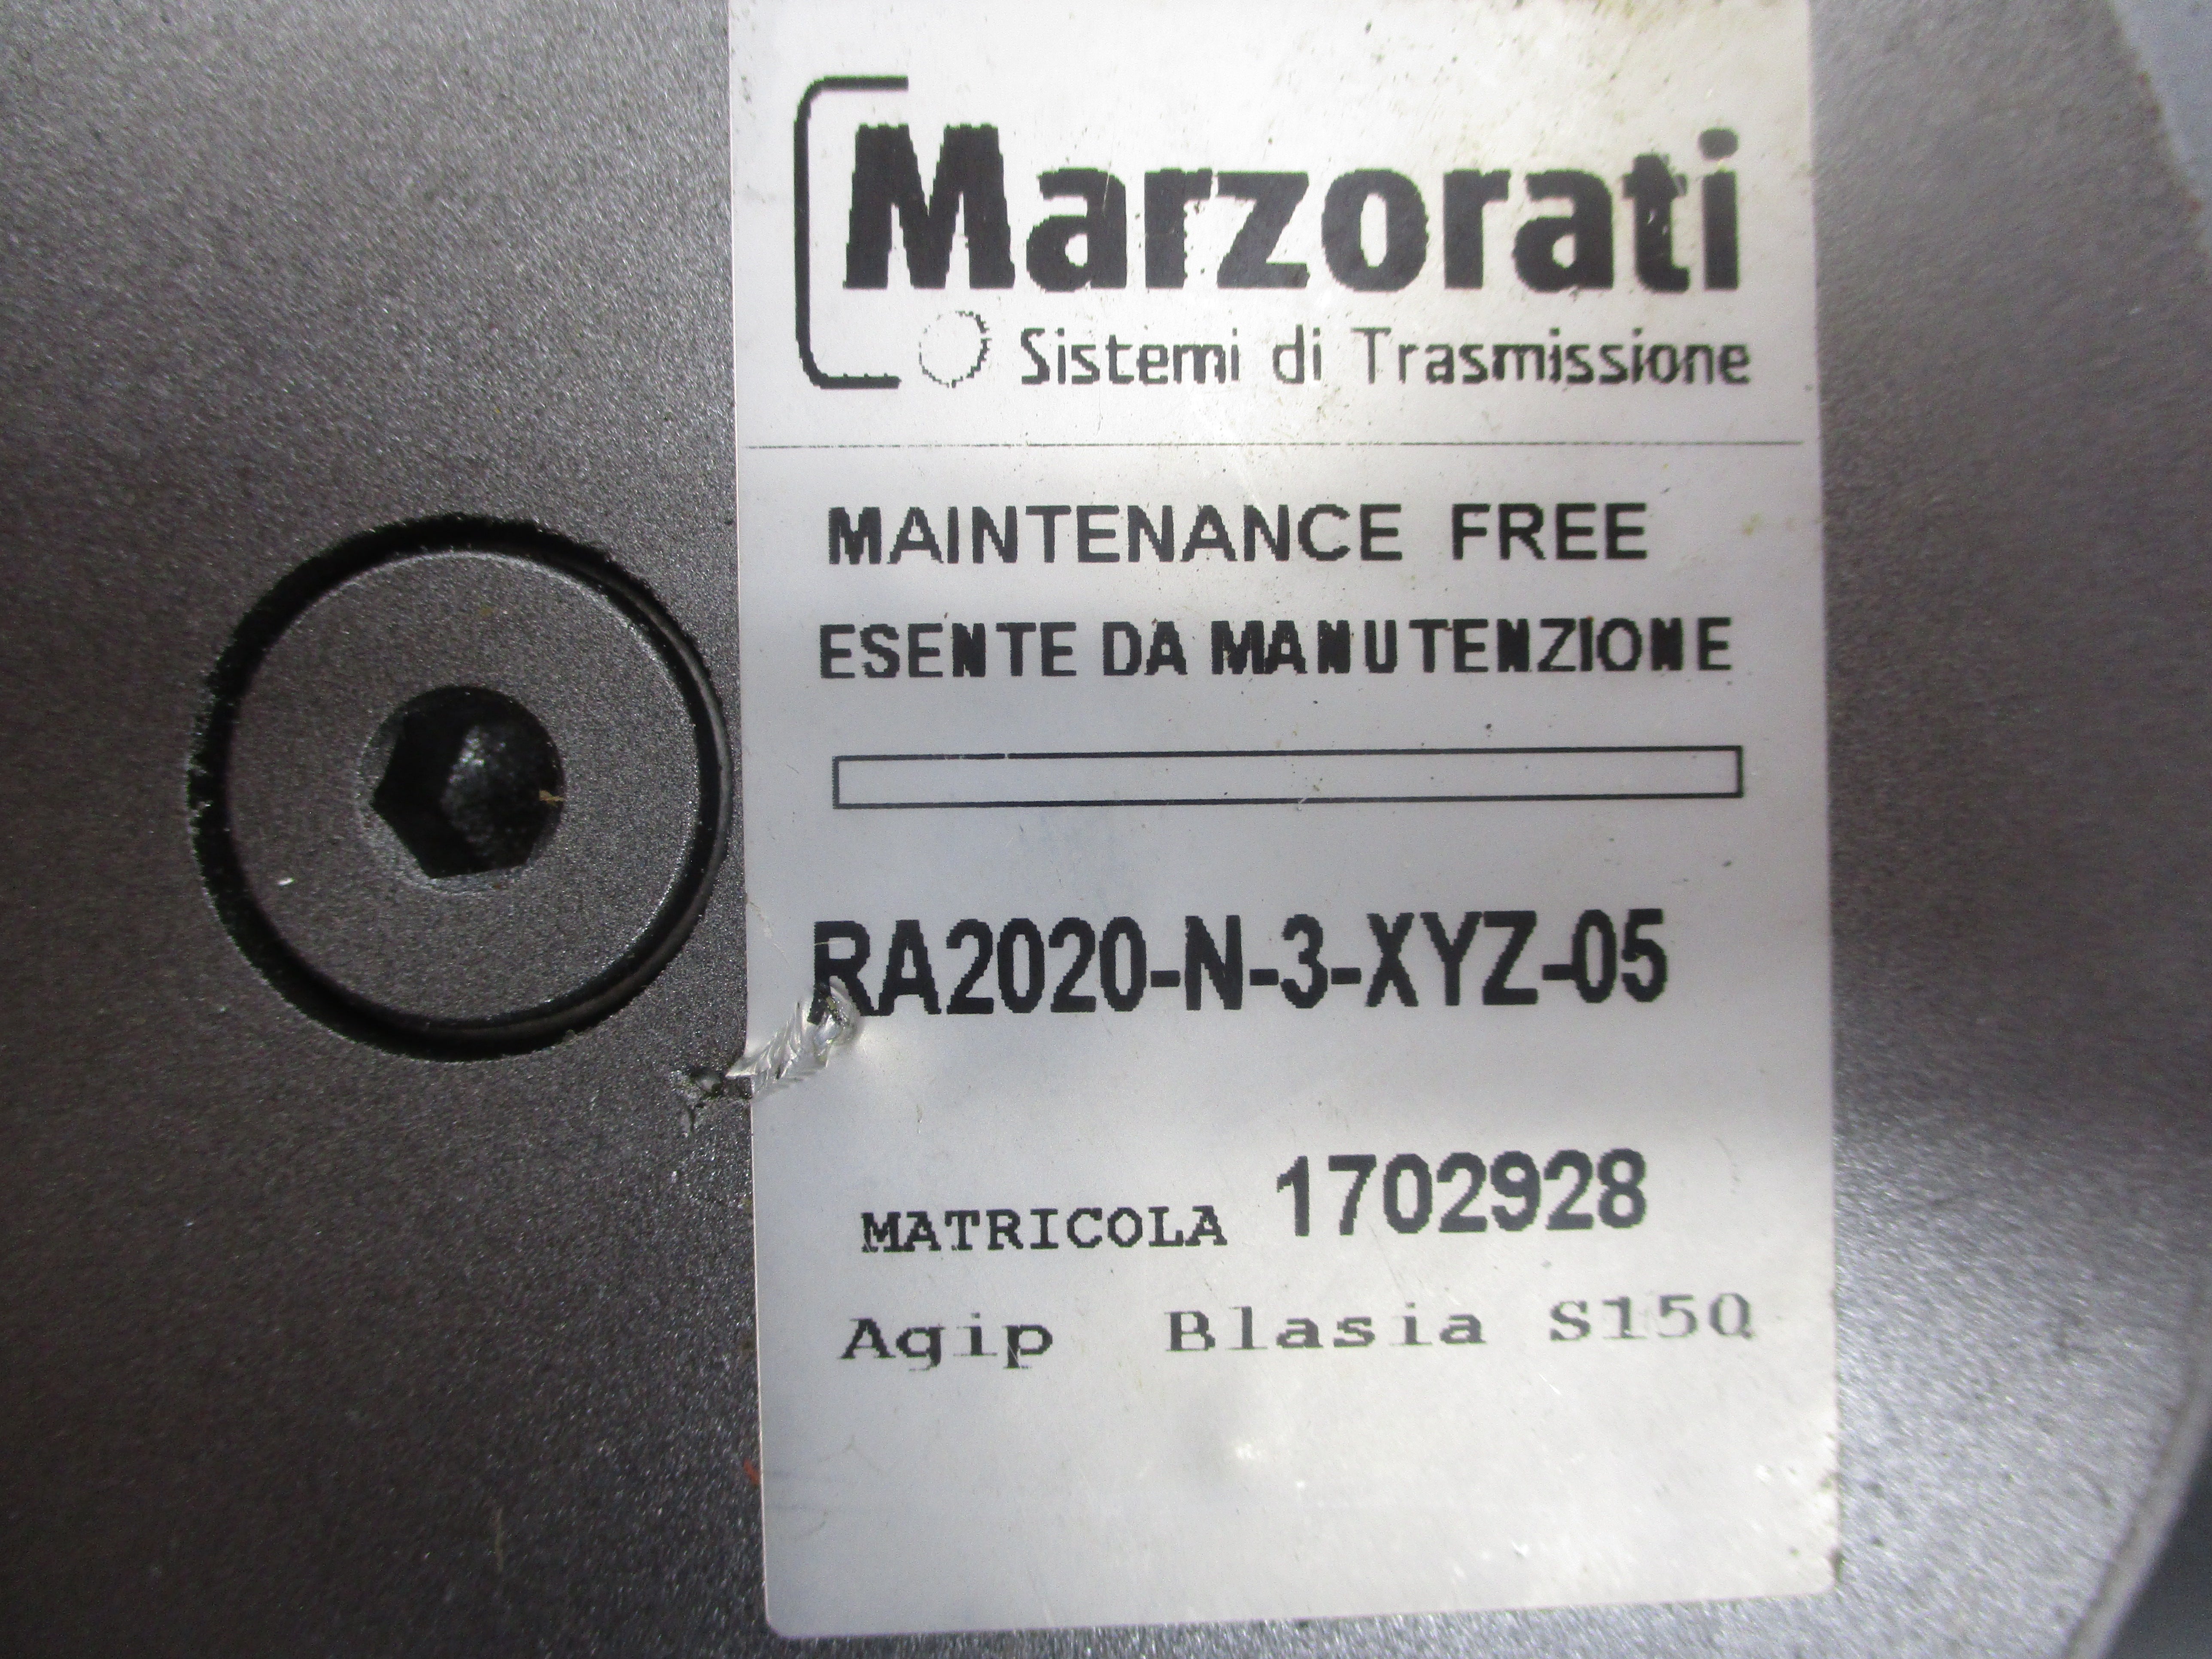 Marzorati
Sistemi di Trasmissione
MAINTENANCE FREE
ESENTE DA MANUTENZIONE
RA2020-N-3-XYZ-05
MATRICOLA 1702928
Agip Blasia S150